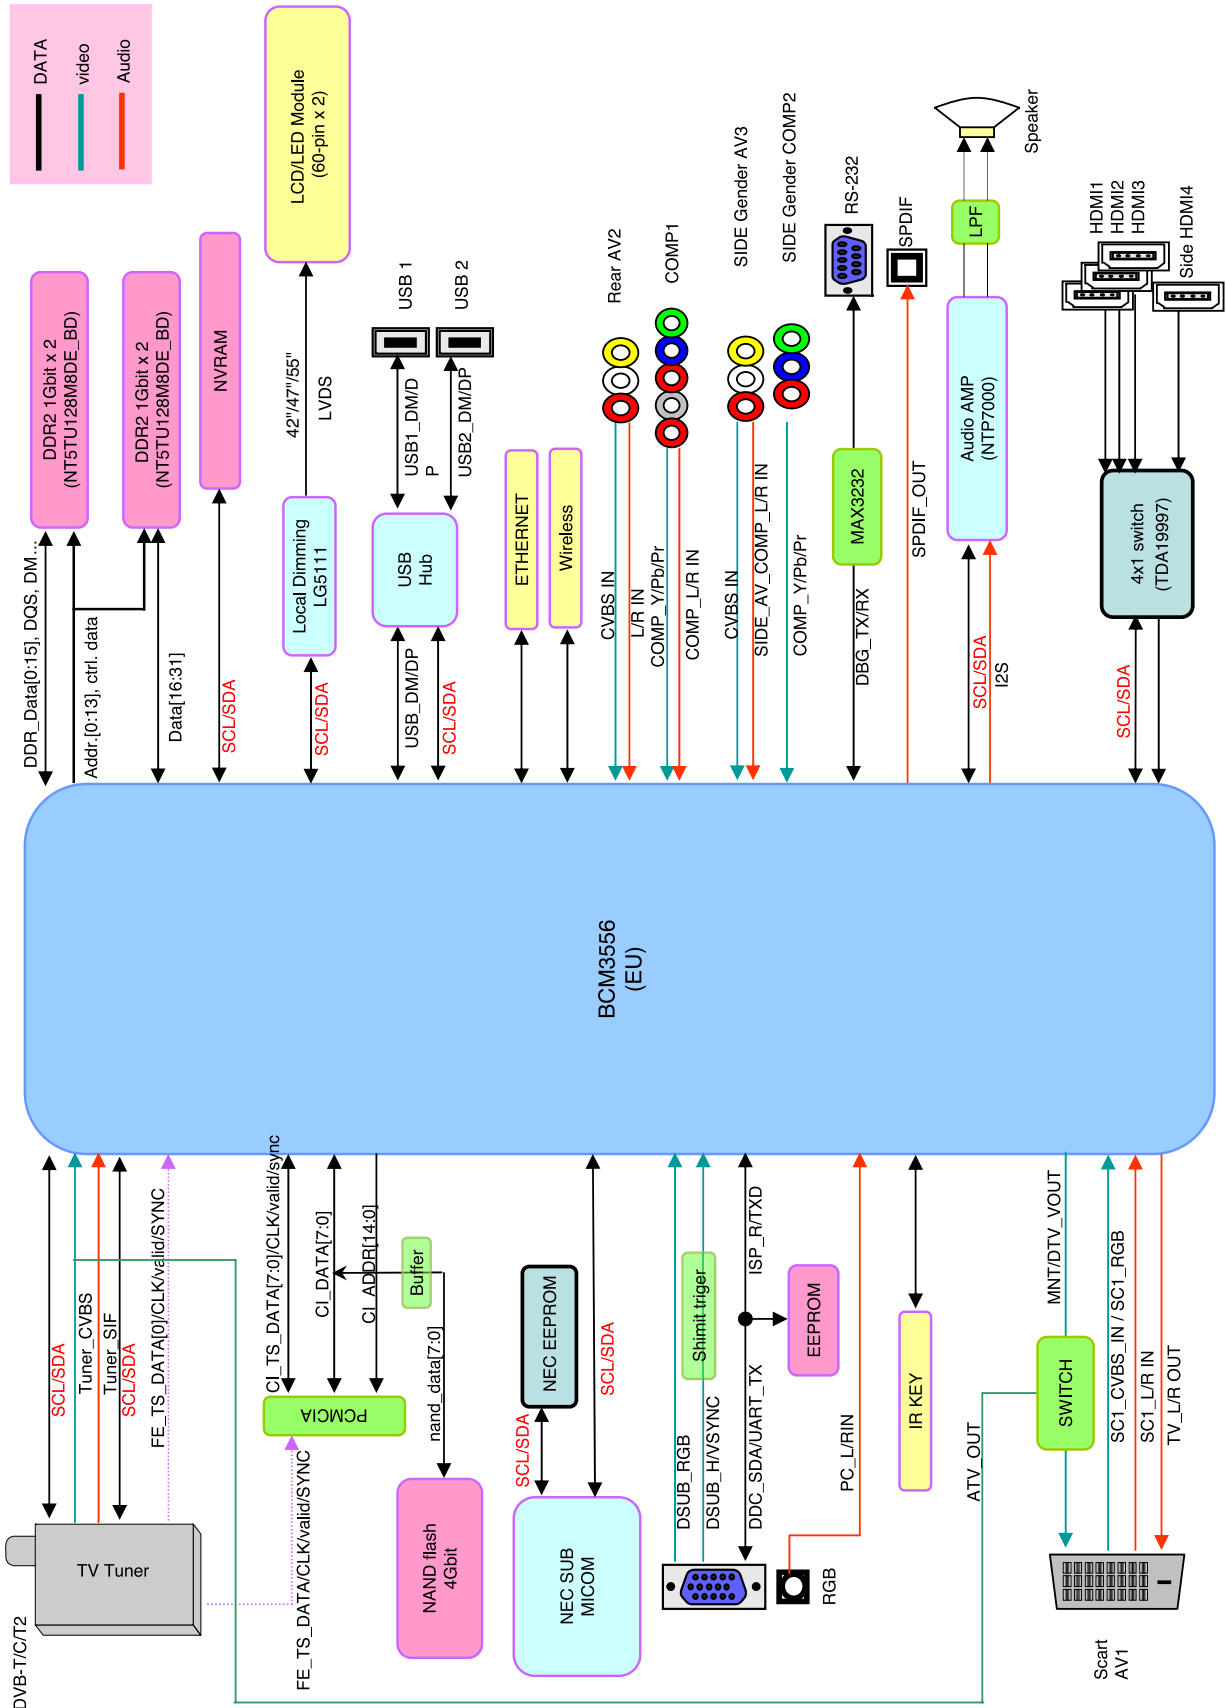 DATA
video
Audio
LCD/LED Module
(60-pin x 2)
DDR2 1Gbit x 2
(NT5TU128M8DE_BD)
DDR2 1Gbit x 2
(NT5TU128M8DE_BD)
NVRAM
DDR_Data[0:15], DQS, DM...
Addr.[0:13], ctrl. data
Data[16:31]
SCL/SDA
42"/47"/55"
LVDS
Local Dimming
LG5111
SCL/SDA
USB 1
USB 2
USB1_DM/D
P
USB2_DM/DP
USB
Hub
USB_DM/DP
SCL/SDA
ETHERNET
Wireless
Rear AV2
COMP1
SIDE Gender AV3
SIDE Gender COMP2
CVBS IN
L/R IN
COMP_Y/Pb/Pr
COMP_L/R IN
CVBS IN
SIDE_AV_COMP_L/R IN
COMP_Y/Pb/Pr
RS-232
MAX3232
DBG_TX/RX
SPDIF
SPDIF_OUT
Speaker
LPF
Audio AMP
(NTP7000)
SCL/SDA
I2S
HDMI1
HDMI2
HDMI3
Side HDMI4
4x1 switch
(TDA19997)
SCL/SDA
BCM3556
(EU)
DVB-T/C/T2
TV Tuner
SCL/SDA
Tuner_CVBS
Tuner_SIF
SCL/SDA
FE_TS_DATA[0]/CLK/valid/SYNC
FE_TS_DATA/CLK/valid/SYNC
CI_TS_DATA[7:0]/CLK/valid/sync
CI_DATA[7:0]
CI_ADDR[14:0]
PCMCIA
Buffer
nand_data[7:0]
NAND flash
4Gbit
NEC EEPROM
SCL/SDA
SCL/SDA
NEC SUB
MICOM
DSUB_RGB
Shimit triger
DSUB_H/VSYNC
ISP_R/TXD
DDC_SDA/UART_TX
EEPROM
PC_L/RIN
RGB
IR KEY
ATV_OUT
MNT/DTV_VOUT
SWITCH
SC1_CVBS_IN / SC1_RGB
SC1_L/R IN
TV_L/R OUT
Scart
AV1